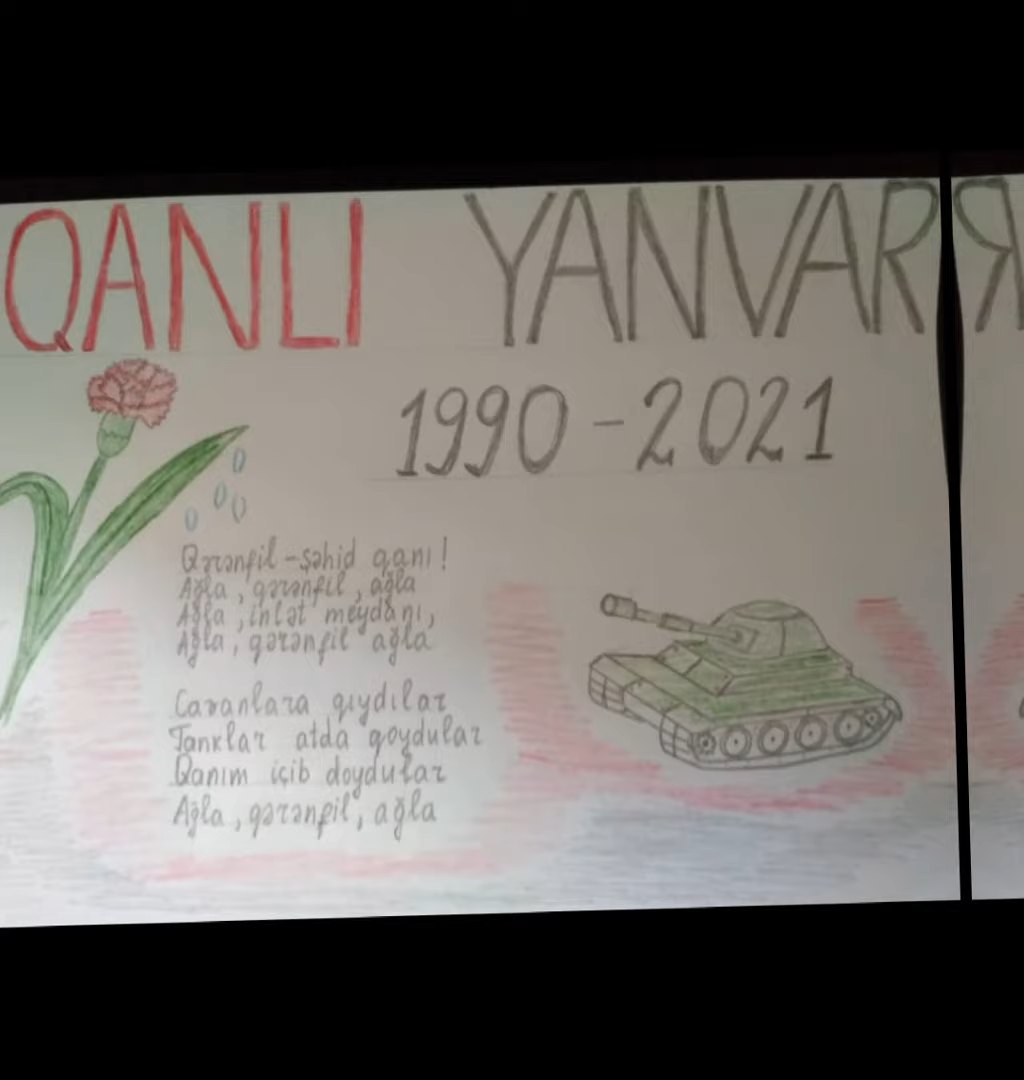 QANLI YANVAR
1990-2021
Qərənfil-şəhid qanı!
Ağla, qərənfil, ağla
Ağla, inlət meydanı,
Ağla, qərənfil ağla
Cavanlara qıydılar
Tanklar atda qoydular
Qanım içib doydular
Ağla, qərənfil, ağla